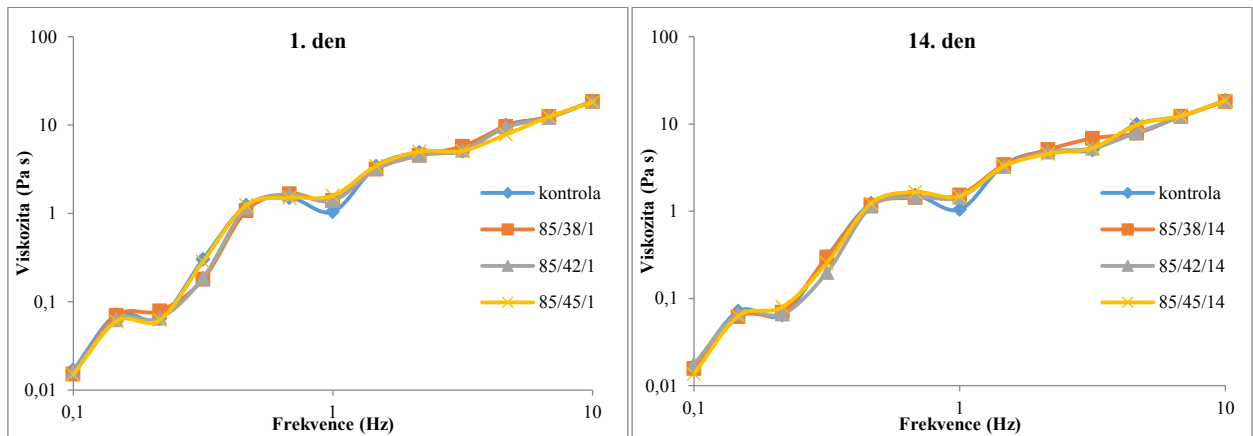 1. den
100
10
1
0,1
0,01
Viskozita (Pa s)
0,1
1
10
Frekvence (Hz)
kontrola
85/38/1
85/42/1
85/45/1
14. den
100
10
1
0,1
0,01
Viskozita (Pa s)
0,1
1
10
Frekvence (Hz)
kontrola
85/38/14
85/42/14
85/45/14